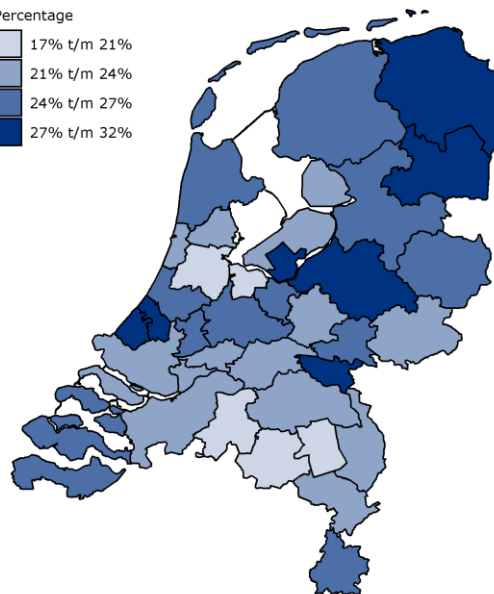 Percentage
17% t/m 21%
21% t/m 24%
24% t/m 27%
27% t/m 32%